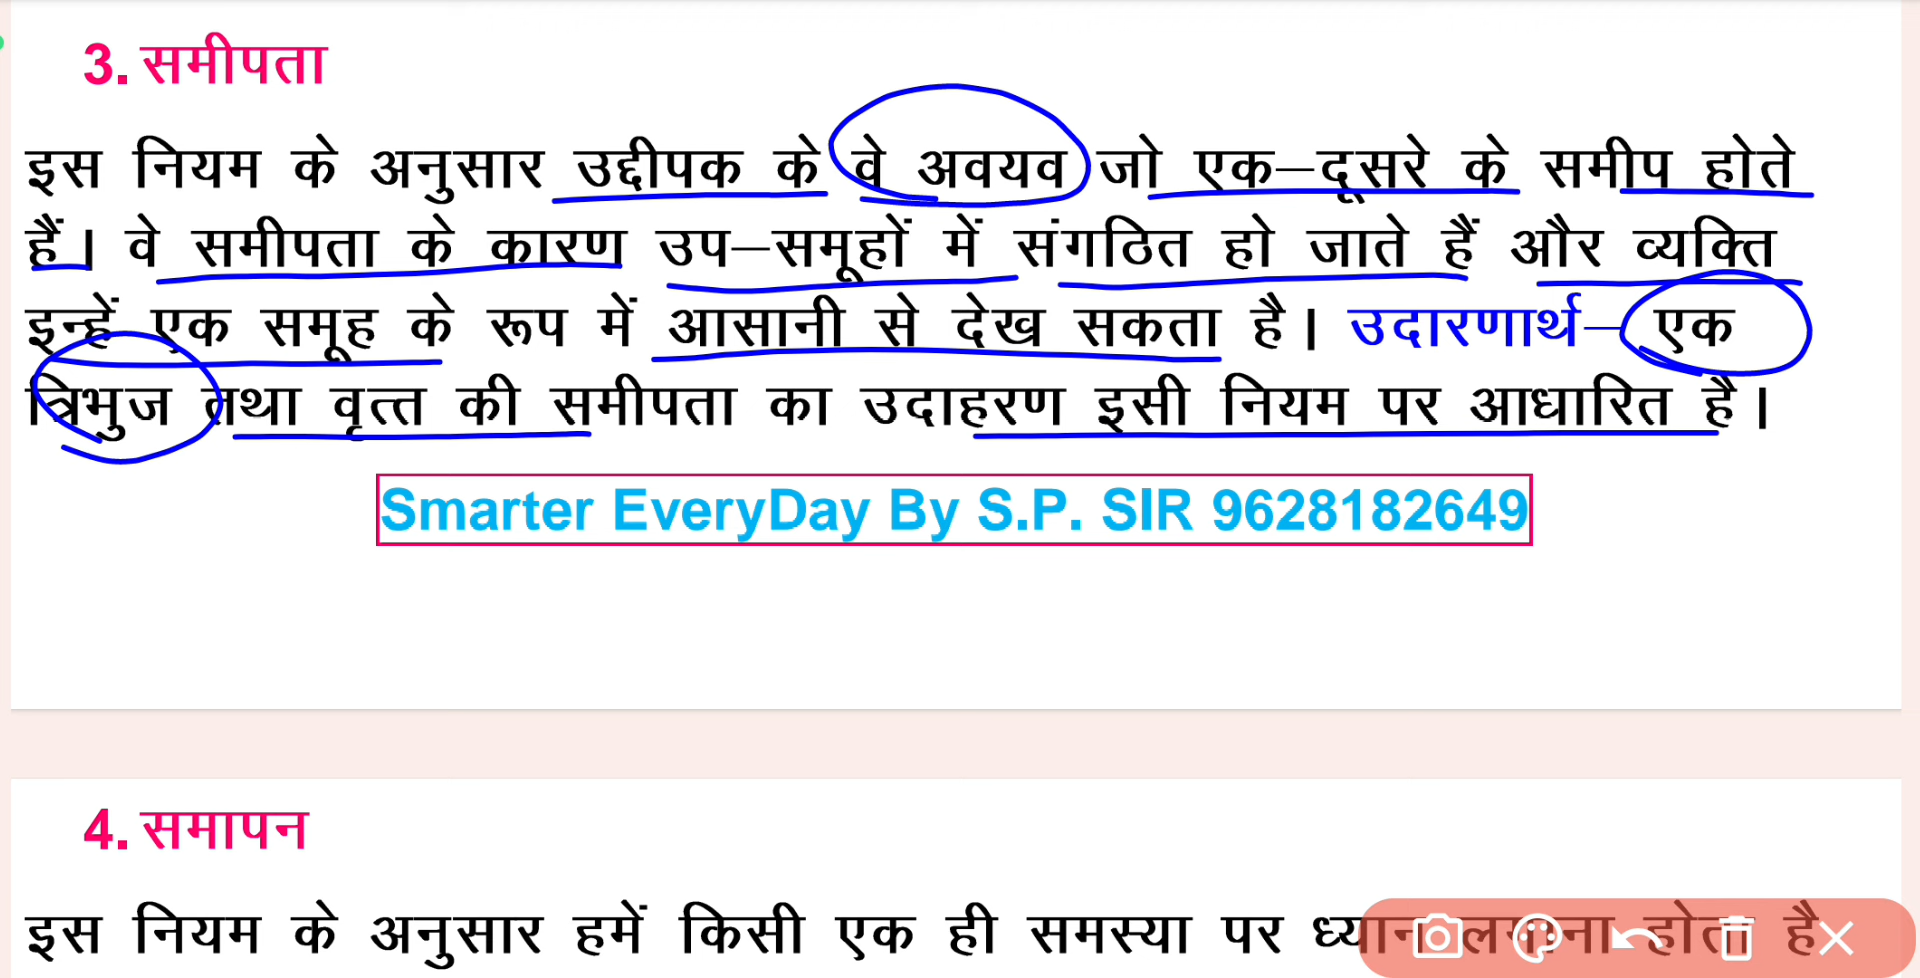 3. समीपता
इस नियम के अनुसार उद्दीपक के वे अवयव जो एक–दूसरे के समीप होते
हैं। वे समीपता के कारण उप–समूहों में संगठित हो जाते हैं और व्यक्ति
इन्हें एक समूह के रूप में आसानी से देख सकता है। उदारणार्थ– एक
त्रिभुज तथा वृत्त की समीपता का उदाहरण इसी नियम पर आधारित है।
Smarter EveryDay By S.P. SIR 9628182649
4. समापन
इस नियम के अनुसार हमें किसी एक ही समस्या पर ध्यान लगाना होता है